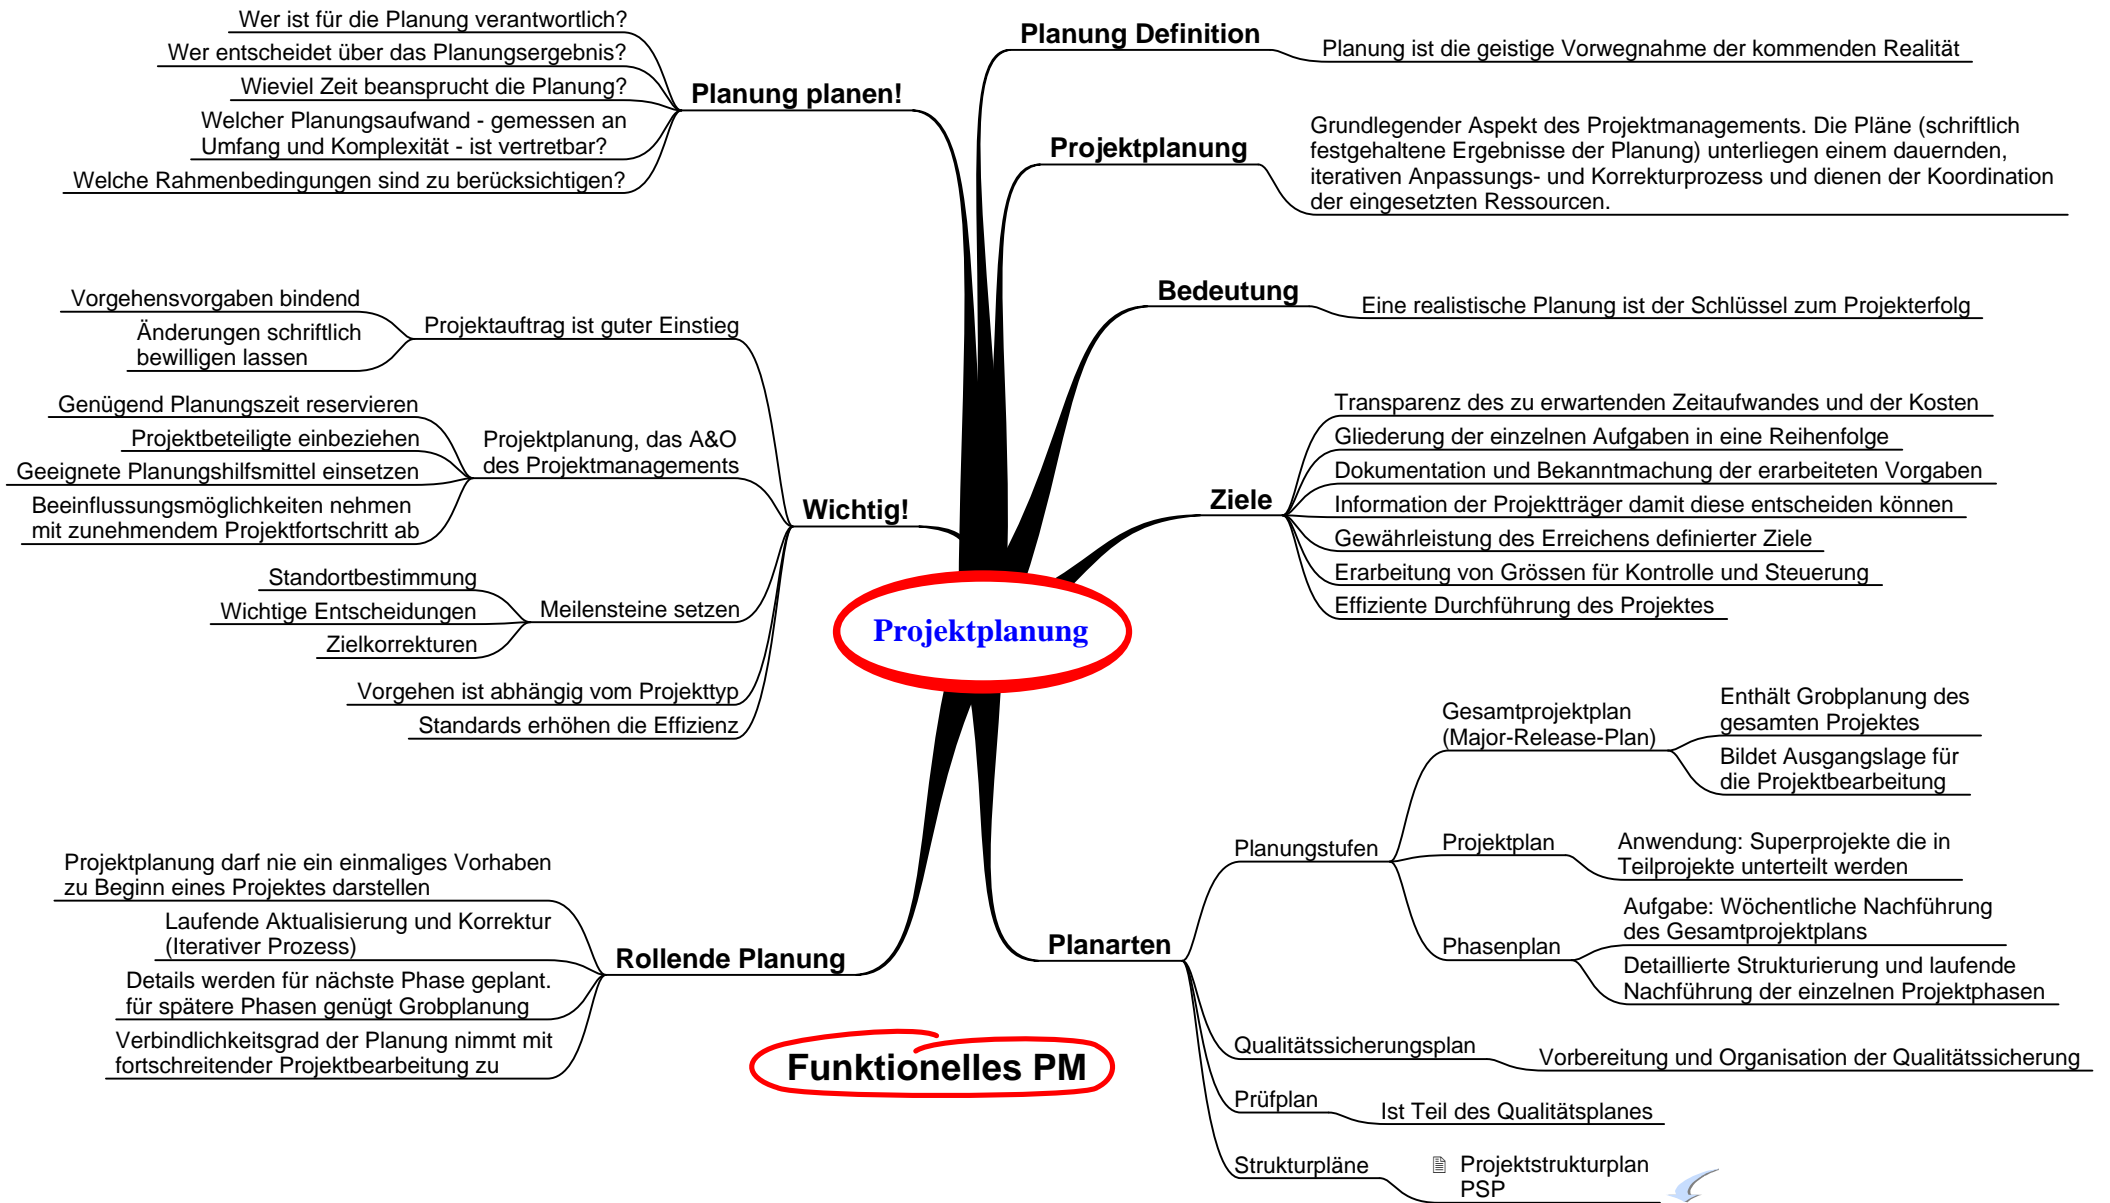 Planung Definition
Planung ist die geistige Vorwegnahme der kommenden Realität
Projektplanung
Grundlegender Aspekt des Projektmanagements. Die Pläne (schriftlich
festgehaltene Ergebnisse der Planung) unterliegen einem dauernden,
iterativen Anpassungs- und Korrekturprozess und dienen der Koordination
der eingesetzten Ressourcen.
Bedeutung
Eine realistische Planung ist der Schlüssel zum Projekterfolg
Ziele
Transparenz des zu erwartenden Zeitaufwandes und der Kosten
Gliederung der einzelnen Aufgaben in eine Reihenfolge
Dokumentation und Bekanntmachung der erarbeiteten Vorgaben
Information der Projektträger damit diese entscheiden können
Gewährleistung des Erreichens definierter Ziele
Erarbeitung von Grössen für Kontrolle und Steuerung
Effiziente Durchführung des Projektes
Planarten
Planungstufen
Gesamtprojektplan
(Major-Release-Plan)
Enthält Grobplanung des
gesamten Projektes
Bildet Ausgangslage für
die Projektbearbeitung
Projektplan
Anwendung: Superprojekte die in
Teilprojekte unterteilt werden
Phasenplan
Aufgabe: Wöchentliche Nachführung
des Gesamtprojektplans
Detaillierte Strukturierung und laufende
Nachführung der einzelnen Projektphasen
Qualitätssicherungsplan
Vorbereitung und Organisation der Qualitätssicherung
Prüfplan
Ist Teil des Qualitätsplanes
Strukturpläne
Projektstrukturplan
PSP
Planung planen!
Wer ist für die Planung verantwortlich?
Wer entscheidet über das Planungsergebnis?
Wieviel Zeit beansprucht die Planung?
Welcher Planungsaufwand - gemessen an
Umfang und Komplexität - ist vertretbar?
Welche Rahmenbedingungen sind zu berücksichtigen?
Wichtig!
Projektauftrag ist guter Einstieg
Vorgehensvorgaben bindend
Änderungen schriftlich
bewilligen lassen
Projektplanung, das A&O
des Projektmanagements
Genügend Planungszeit reservieren
Projektbeteiligte einbeziehen
Geeignete Planungshilfsmittel einsetzen
Beeinflussungsmöglichkeiten nehmen
mit zunehmendem Projektfortschritt ab
Meilensteine setzen
Standortbestimmung
Wichtige Entscheidungen
Zielkorrekturen
Vorgehen ist abhängig vom Projekttyp
Standards erhöhen die Effizienz
Projektplanung
Rollende Planung
Projektplanung darf nie ein einmaliges Vorhaben
zu Beginn eines Projektes darstellen
Laufende Aktualisierung und Korrektur
(Iterativer Prozess)
Details werden für nächste Phase geplant.
für spätere Phasen genügt Grobplanung
Verbindlichkeitsgrad der Planung nimmt mit
fortschreitender Projektbearbeitung zu
Funktionelles PM